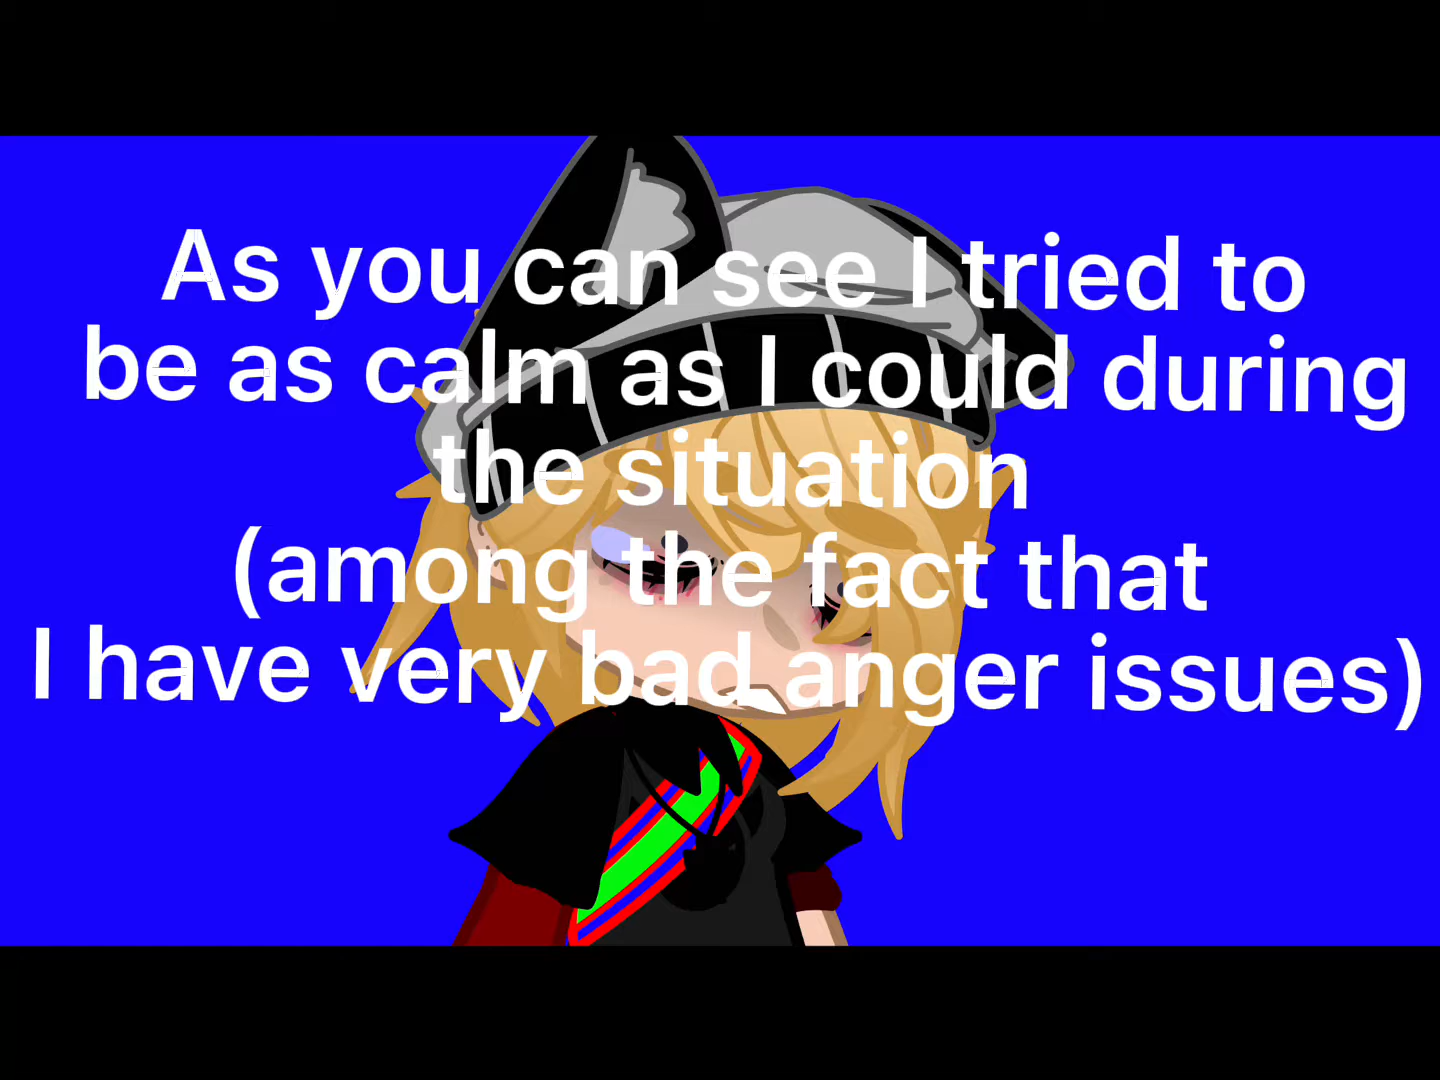 As you can see I tried to
be as calm as I could during
the situation
(among the fact that
I have very bad anger issues)